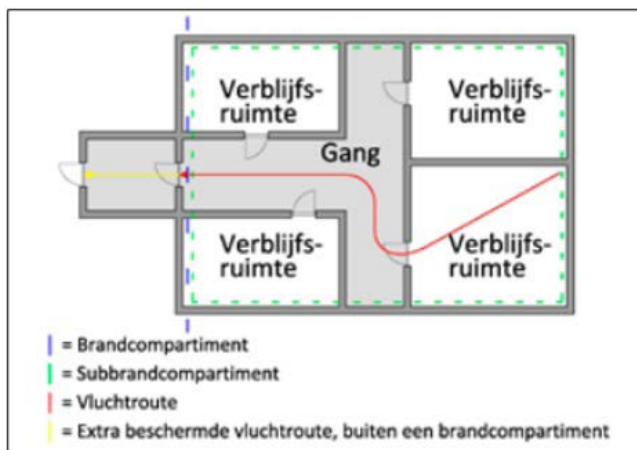 Verblijfs-
ruimte
Verblijfs-
ruimte
Gang
Verblijfs-
ruimte
Verblijfs-
ruimte
= Brandcompartiment
= Subbrandcompartiment
= Vluchtroute
= Extra beschermde vluchtroute, buiten een brandcompartiment